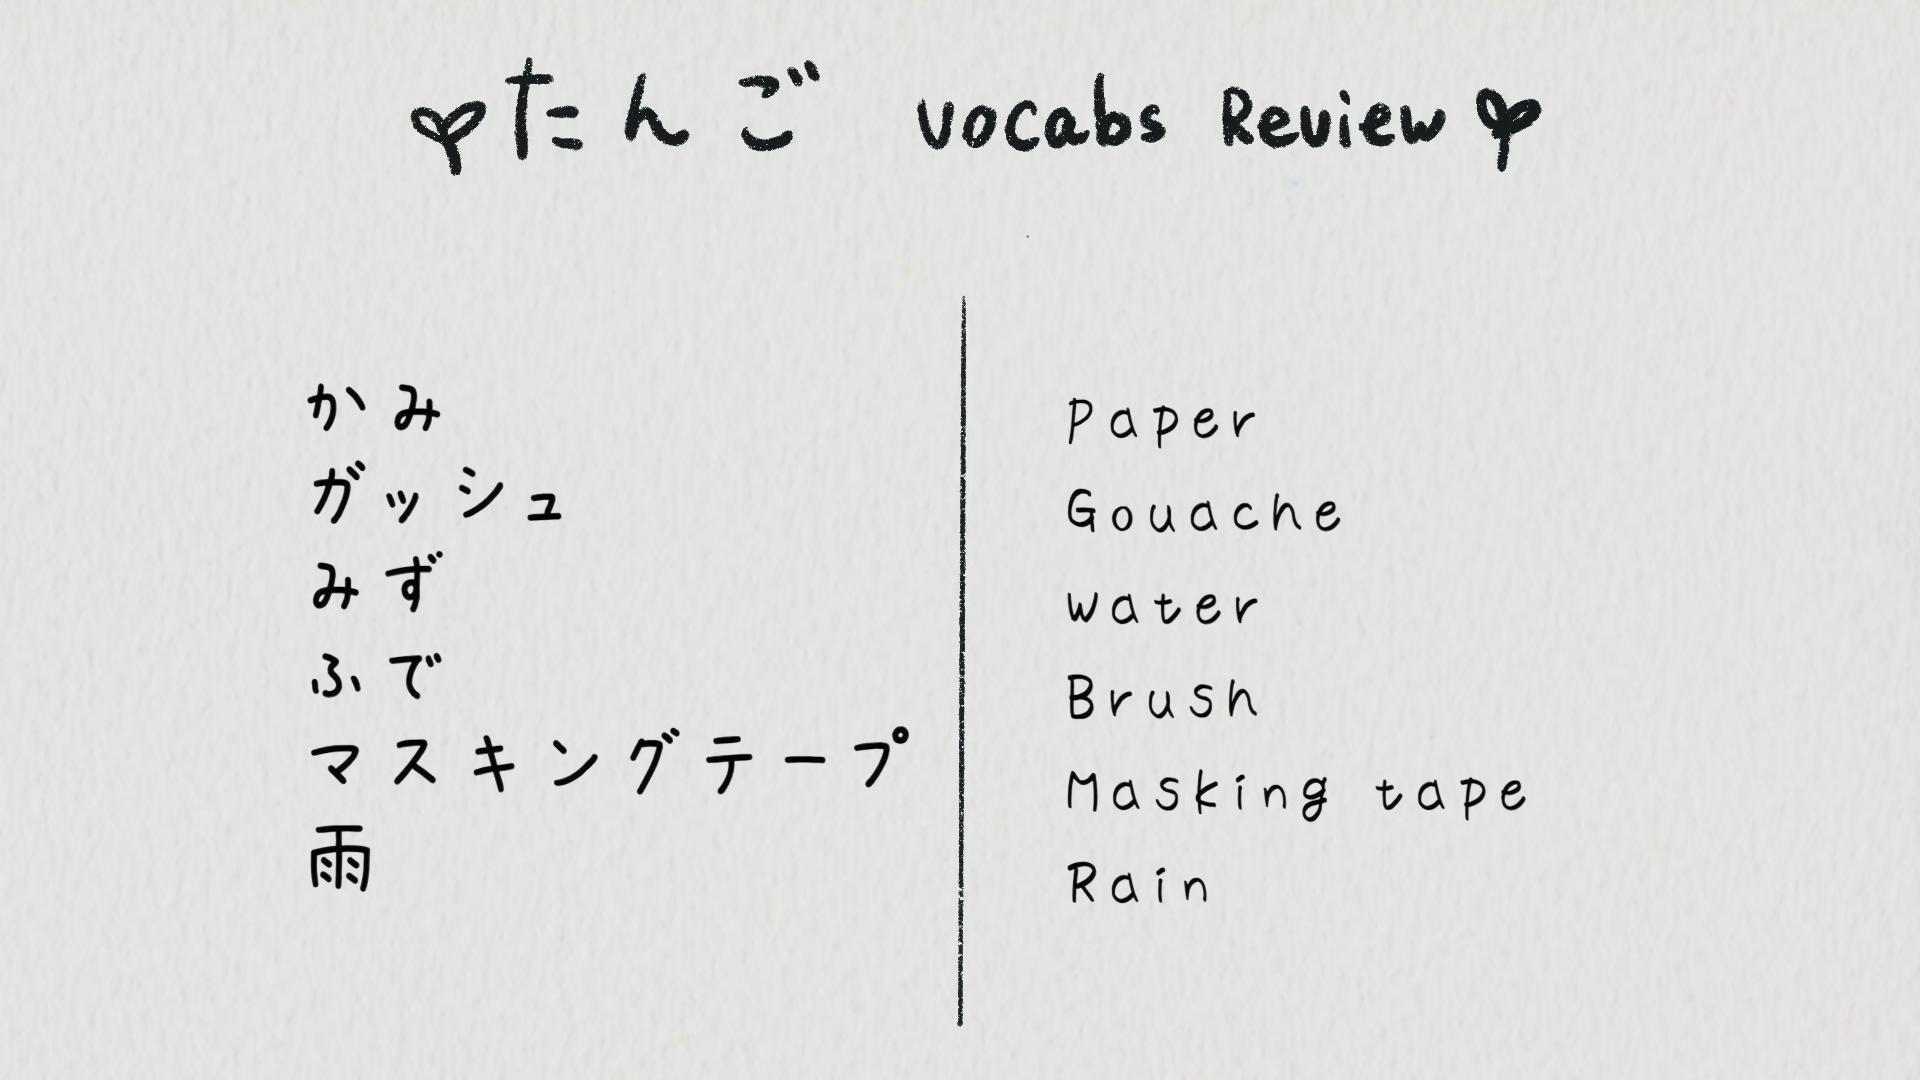 たんご vocabs Review
かみ
ガッシュ
みず
ふで
マスキングテープ
雨
Paper
Gouache
water
Brush
Masking tape
Rain